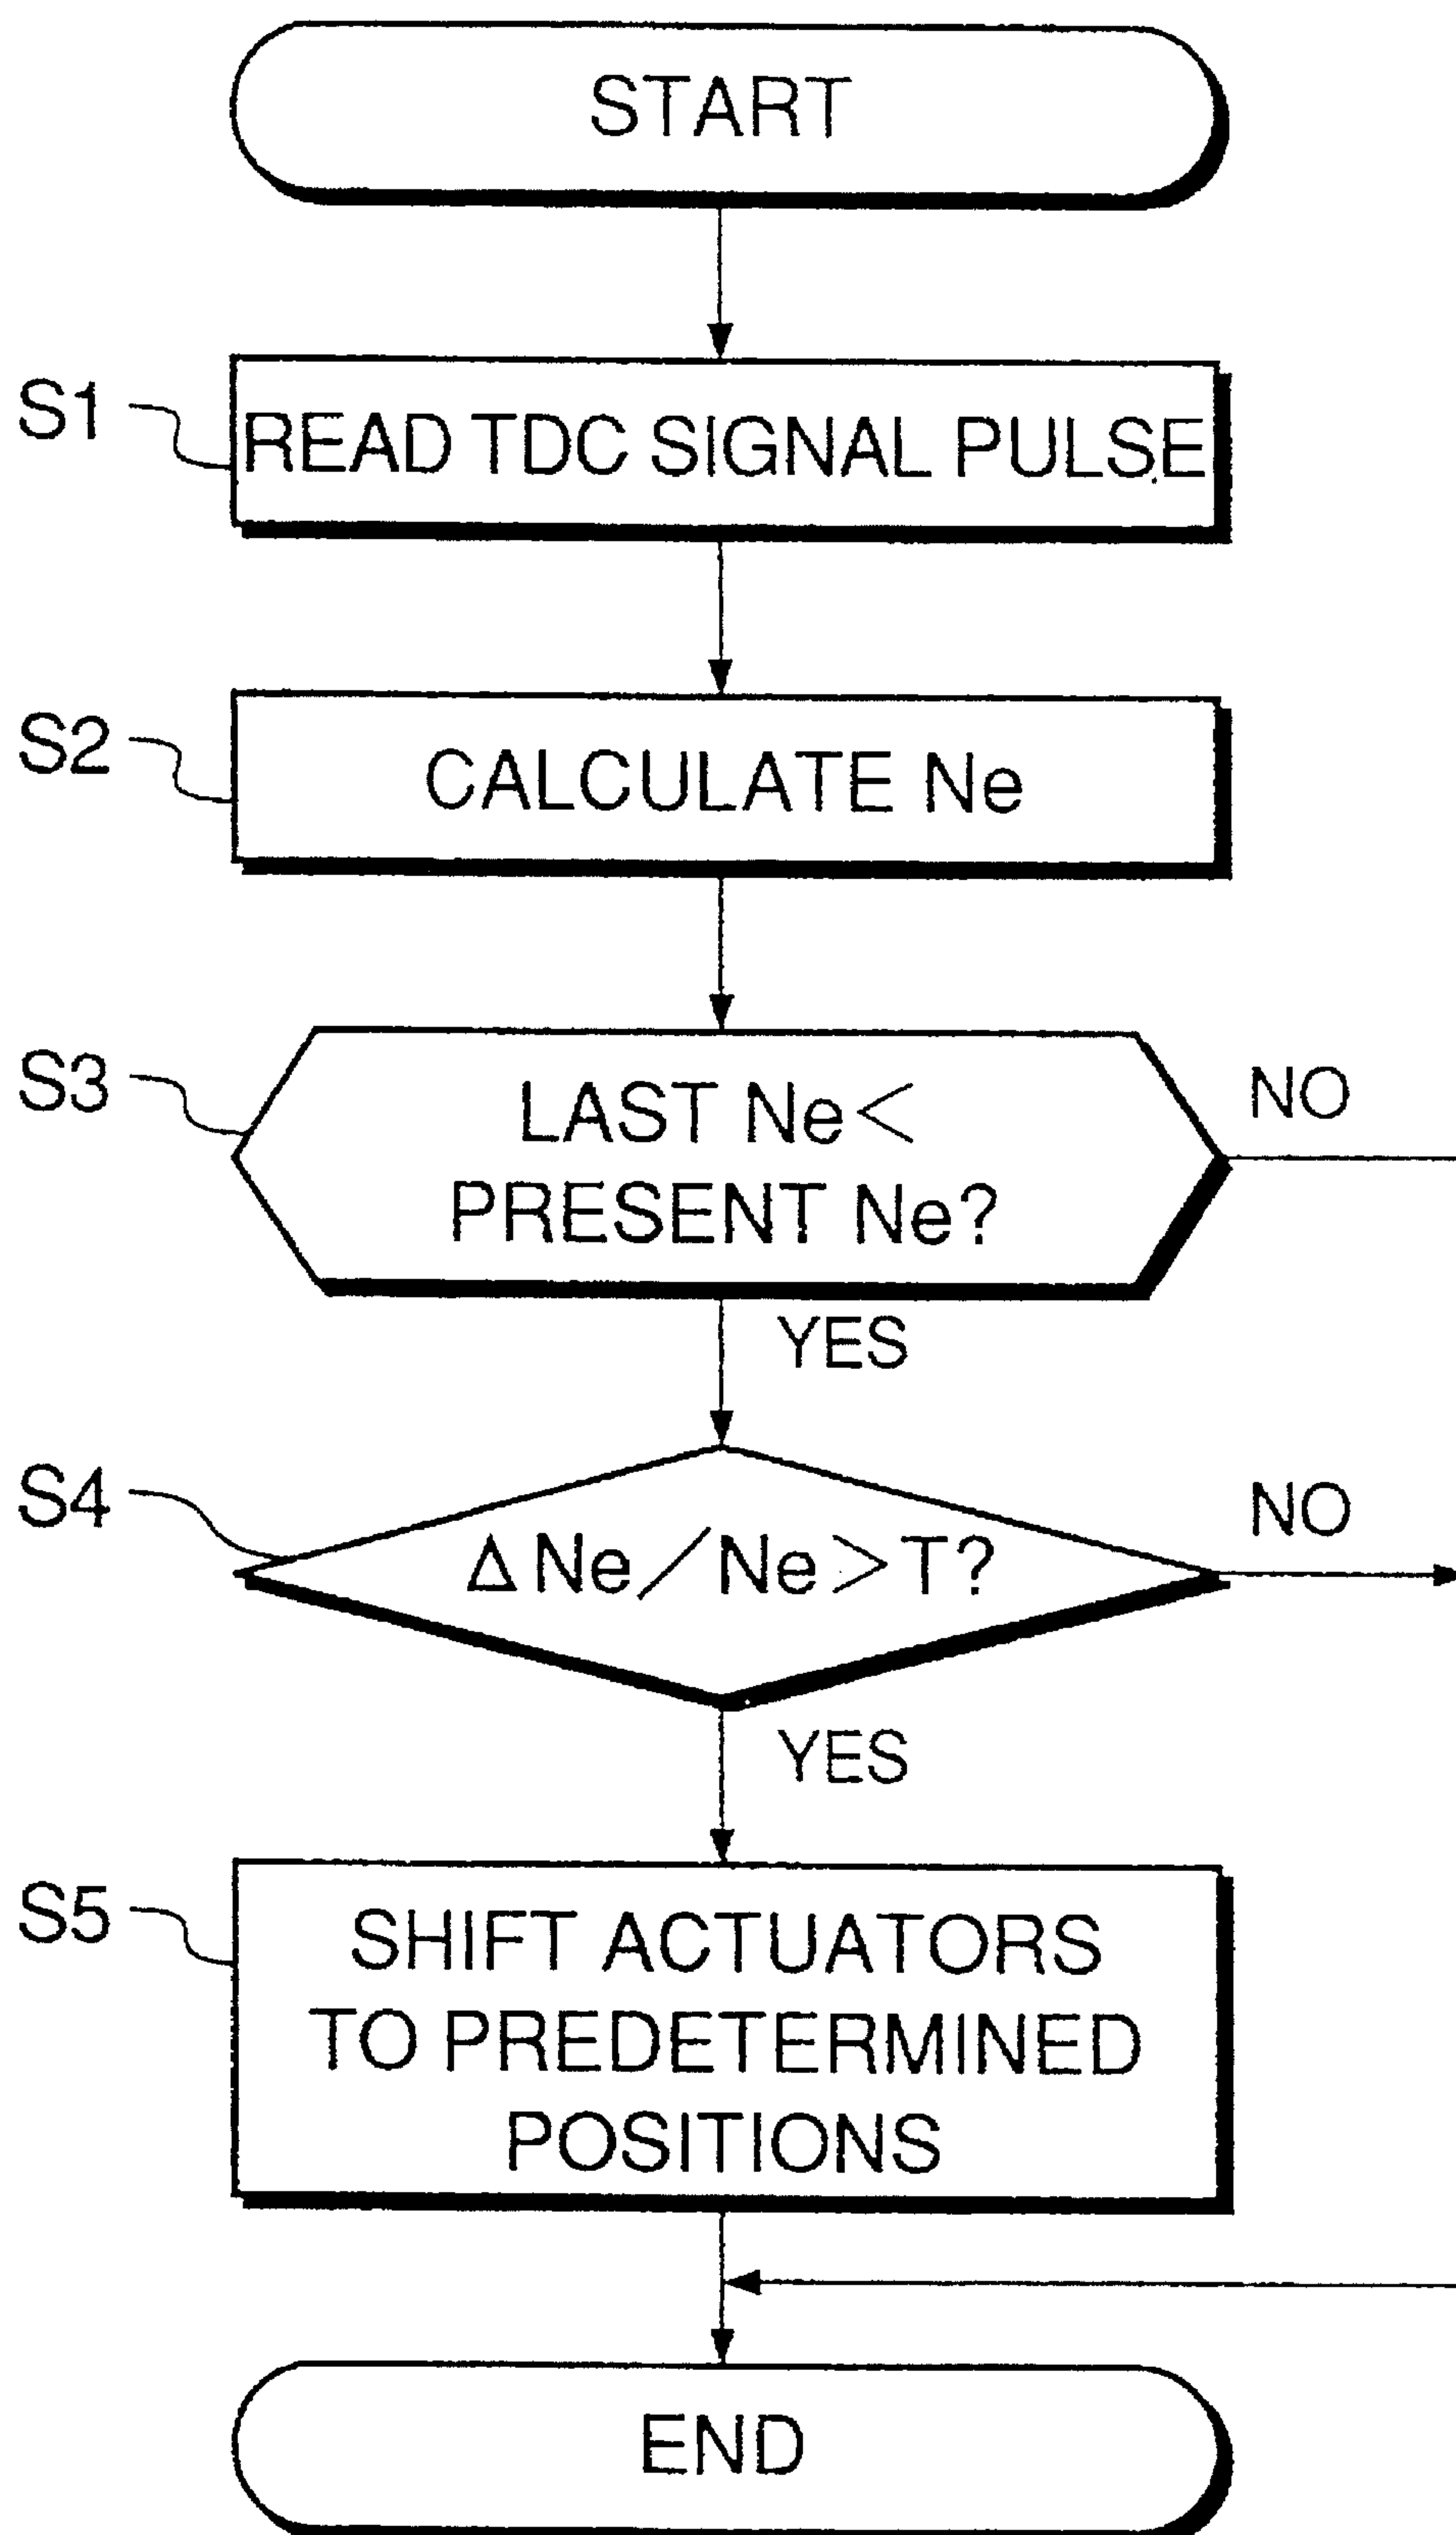 START
S1
READ TDC SIGNAL PULSE
S2
CALCULATE Ne
S3
LAST Ne<
PRESENT Ne?
NO
YES
S4
Δ Ne/Ne>T?
NO
YES
S5
SHIFT ACTUATORS
TO PREDETERMINED
POSITIONS
END